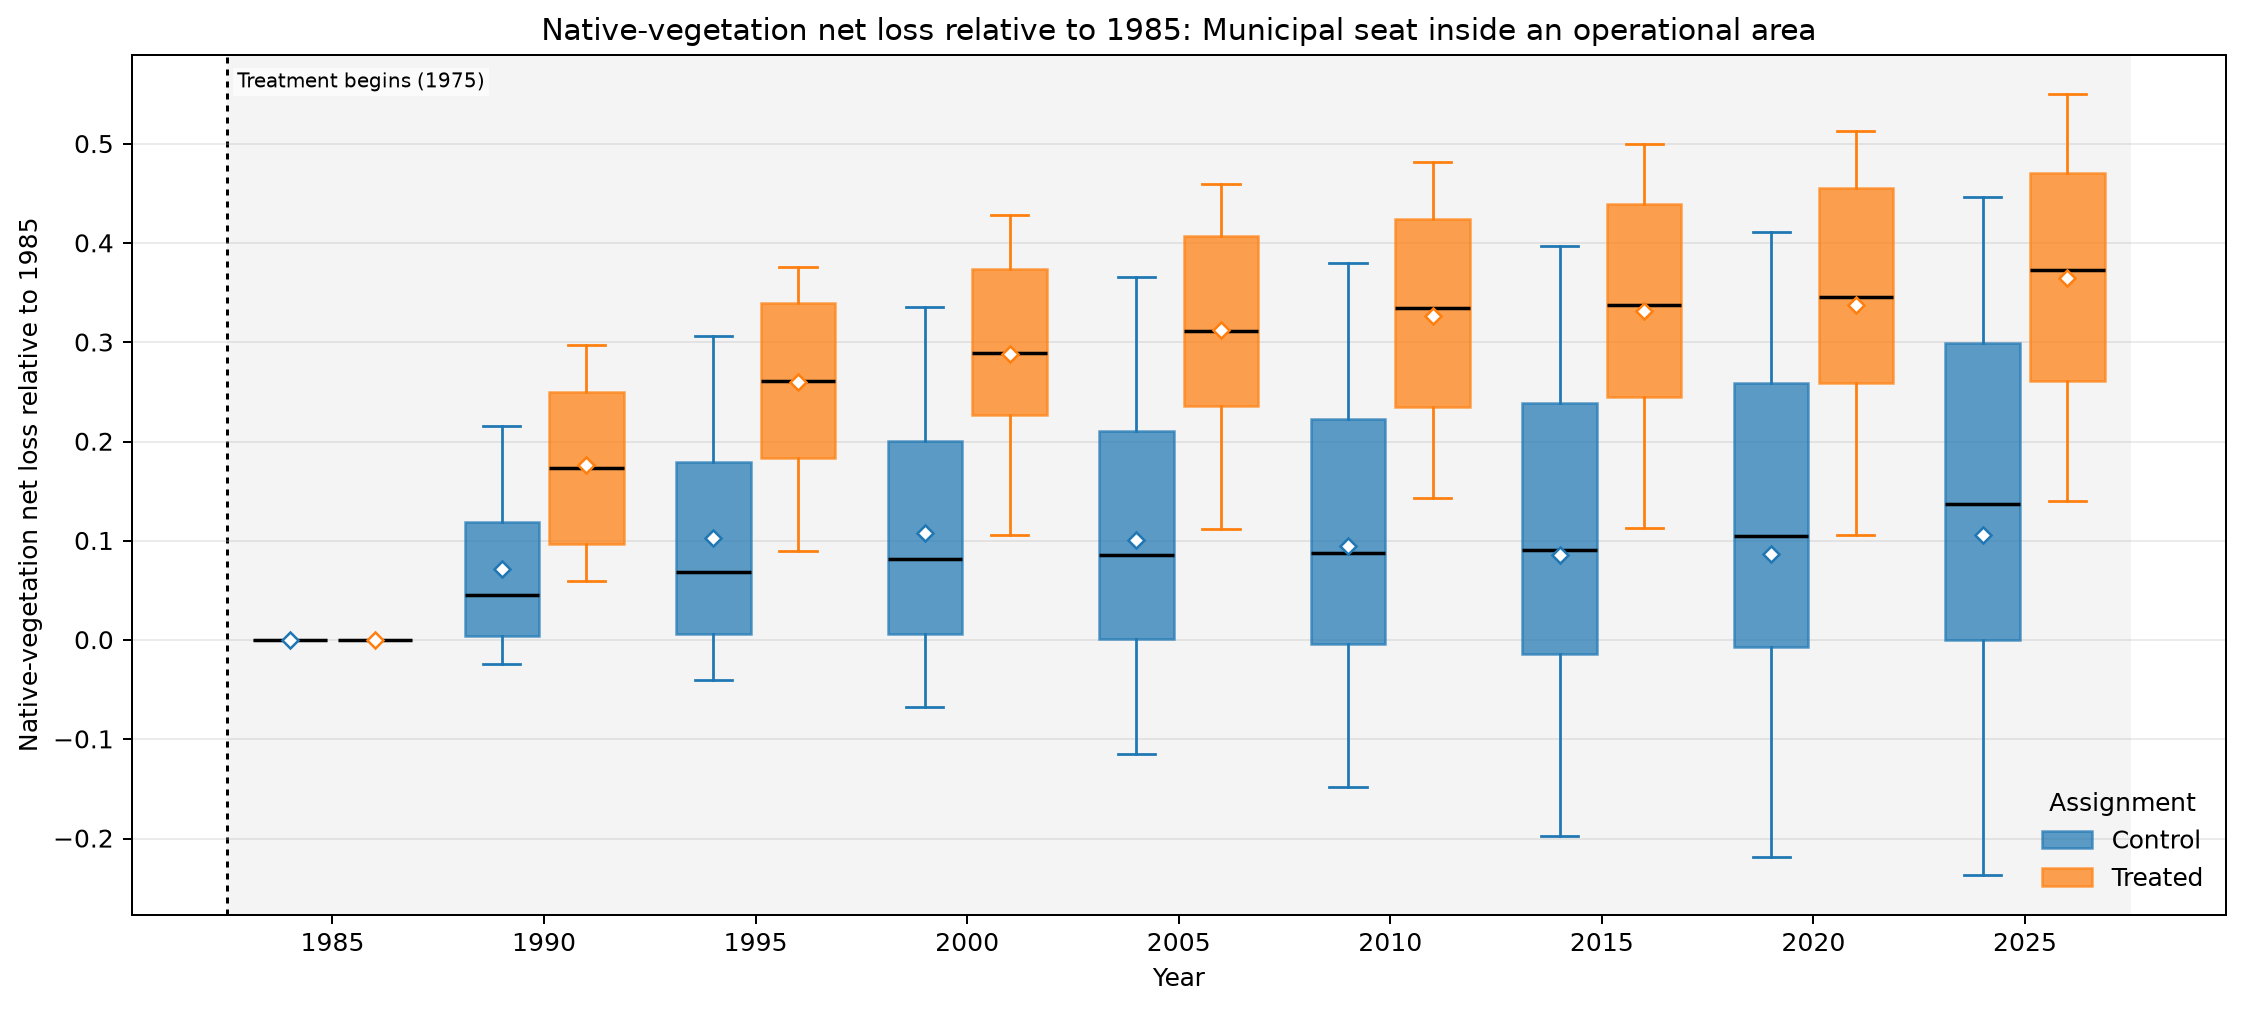 Native-vegetation net loss relative to 1985: Municipal seat inside an operational area
Treatment begins (1975)
Native-vegetation net loss relative to 1985
0.5
0.4
0.3
0.2
0.1
0.0
−0.1
−0.2
Assignment
Control
Treated
1985 1990 1995 2000 2005 2010 2015 2020 2025
Year